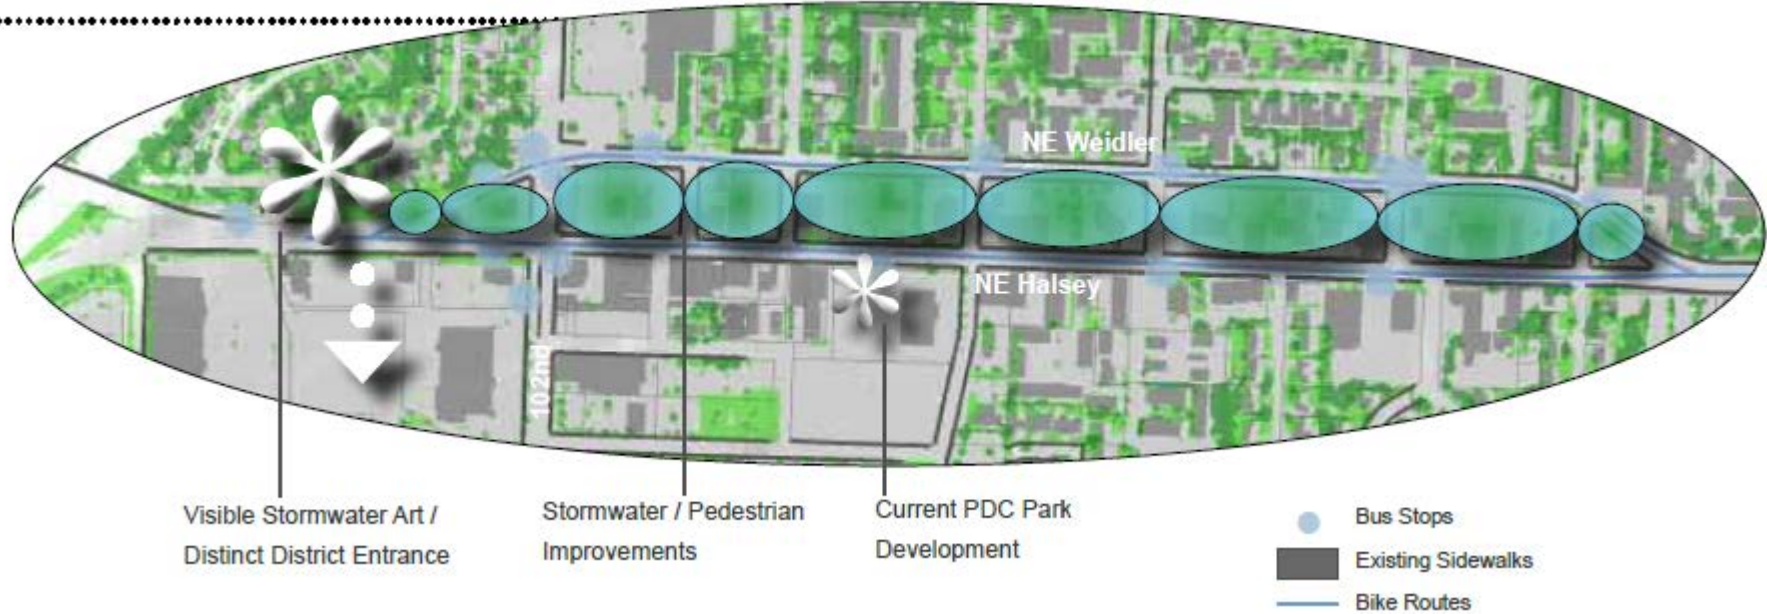 NE Weidler
NE Halsey
102nd
Visible Stormwater Art /
Distinct District Entrance
Stormwater / Pedestrian
Improvements
Current PDC Park
Development
Bus Stops
Existing Sidewalks
Bike Routes